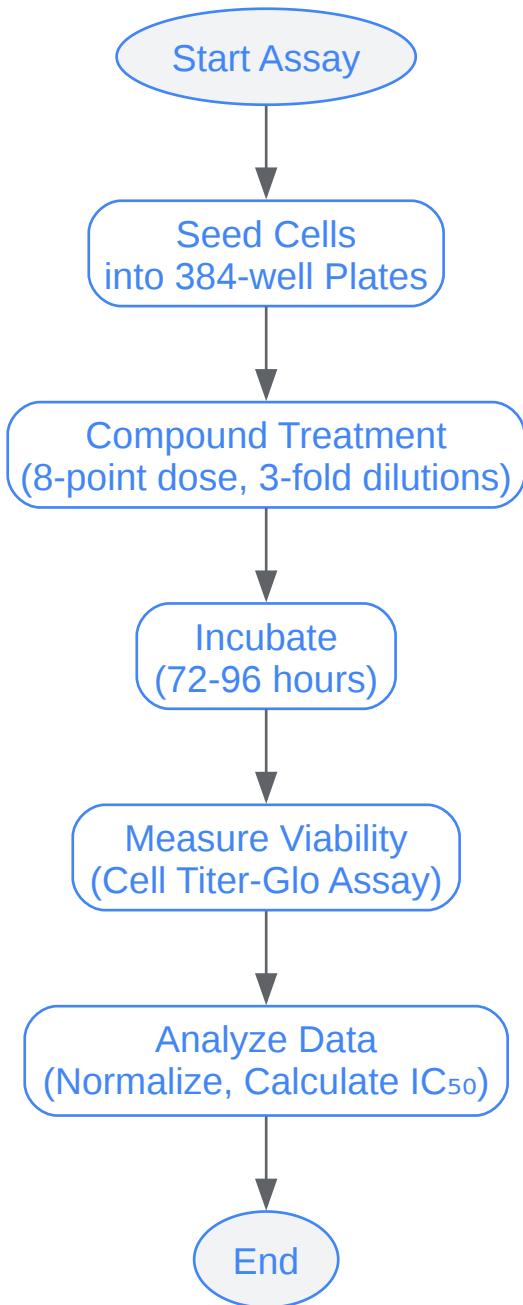 Start Assay
Seed Cells
into 384-well Plates
Compound Treatment
(8-point dose, 3-fold dilutions)
Incubate
(72-96 hours)
Measure Viability
(Cell Titer-Glo Assay)
Analyze Data
(Normalize, Calculate IC₅₀)
End